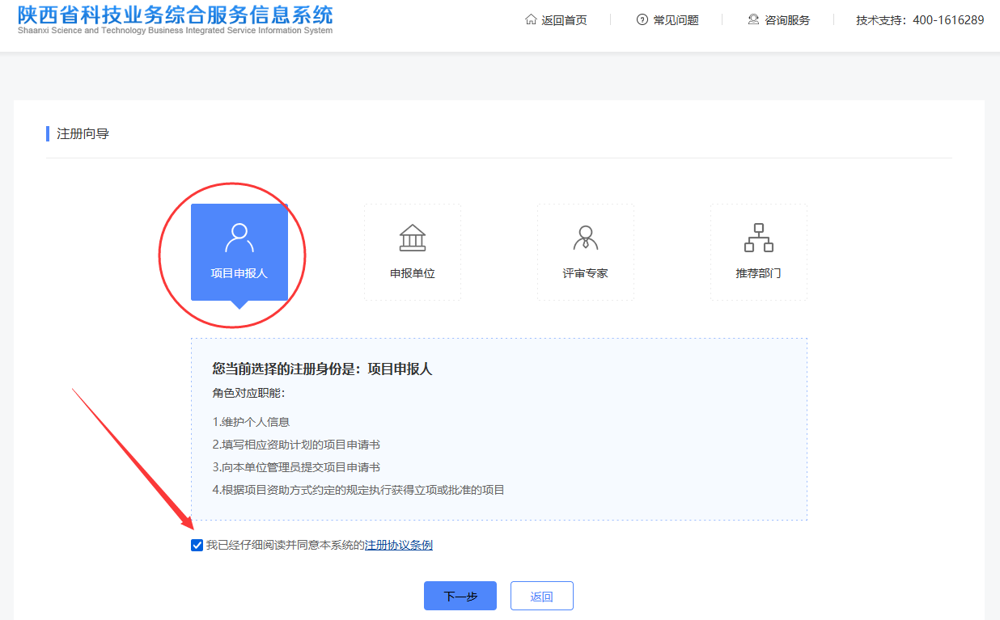 陕西省科技业务综合服务信息系统
Shaanxi Science and Technology Business Integrated Service Information System
返回首页 常见问题 咨询服务 技术支持：400-1616289
注册向导
项目申报人 申报单位 评审专家 推荐部门
您当前选择的注册身份是：项目申报人
角色对应职能：
1.维护个人信息
2.填写相应资助计划的项目申请书
3.向本单位管理员提交项目申请书
4.根据项目资助方式约定的规定执行获得立项或批准的项目
我已经仔细阅读并同意本系统的注册协议条例
下一步 返回